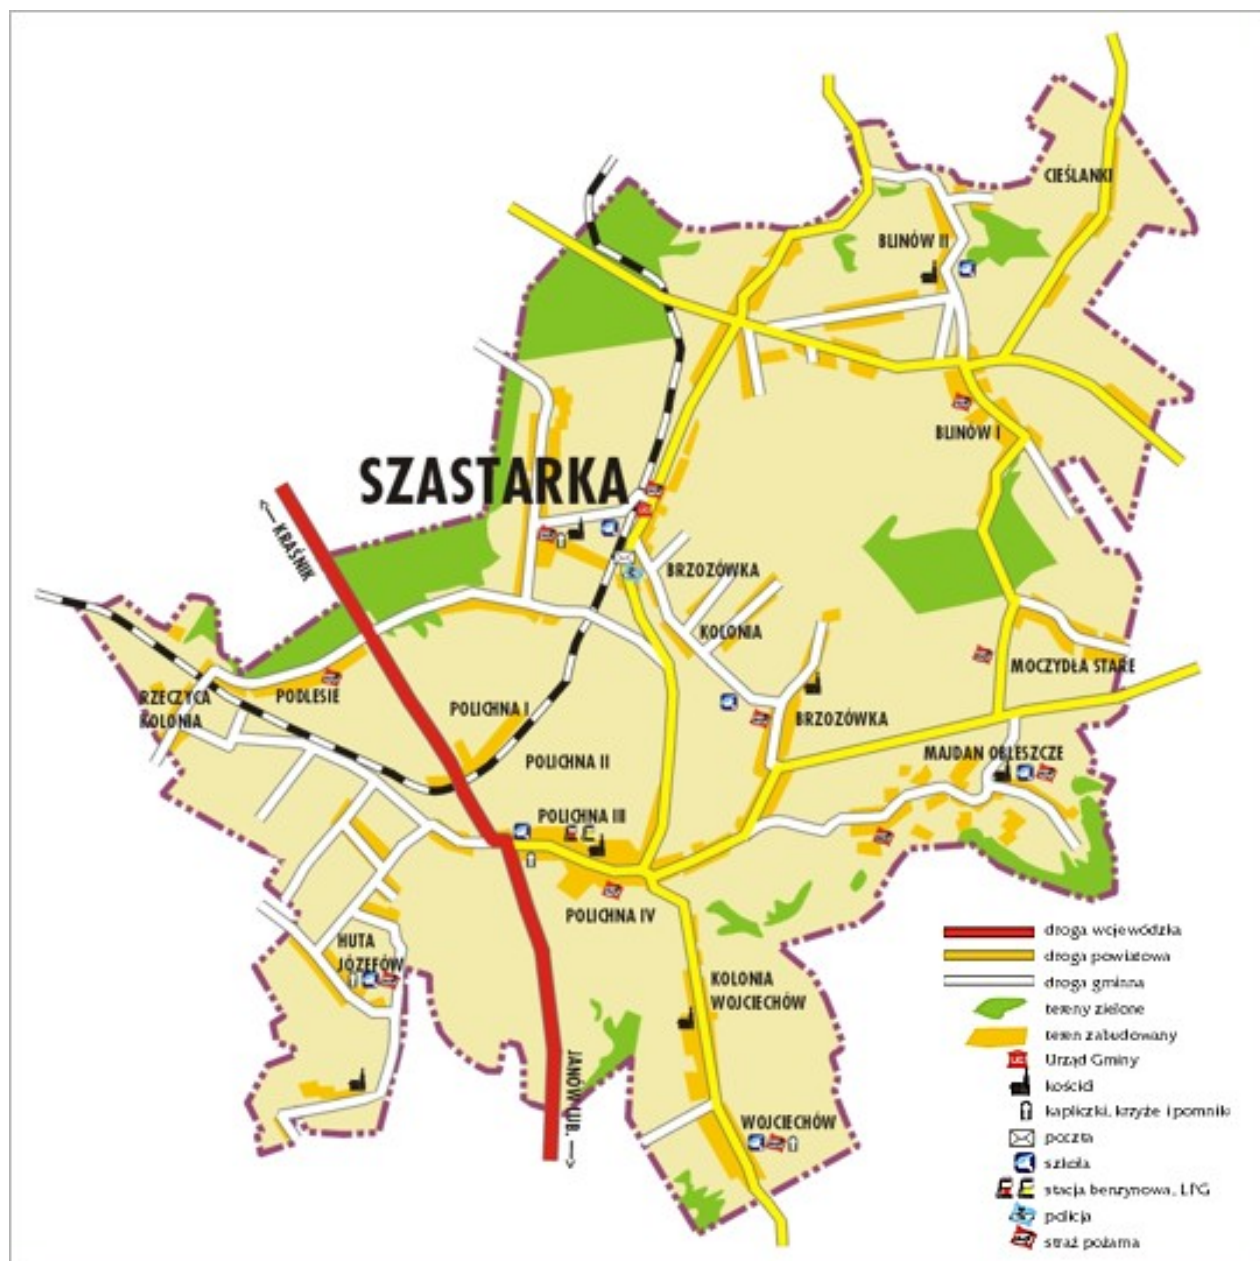 CIEŚLANKI
BLINÓW II
BLINÓW I
SZASTARKA
← KRAŚNIK
BRZOZÓWKA
KOLONIA
MOCZYDŁA STARE
RZECZYCA
KOLONIA
PODLESIE
POLICHNA I
BRZOZÓWKA
POLICHNA II
MAJDAN OBLESZCZE
POLICHNA III
POLICHNA IV
HUTA
JÓZEFÓW
KOLONIA
WOJCIECHÓW
JANÓW LUB. →
WOJCIECHÓW
droga wojewódzka
droga powiatowa
droga gminna
tereny zielone
teren zabudowany
Urząd Gminy
kościół
kapliczki, krzyże i pomniki
poczta
szkoła
stacja benzynowa, LPG
policja
straż pożarna